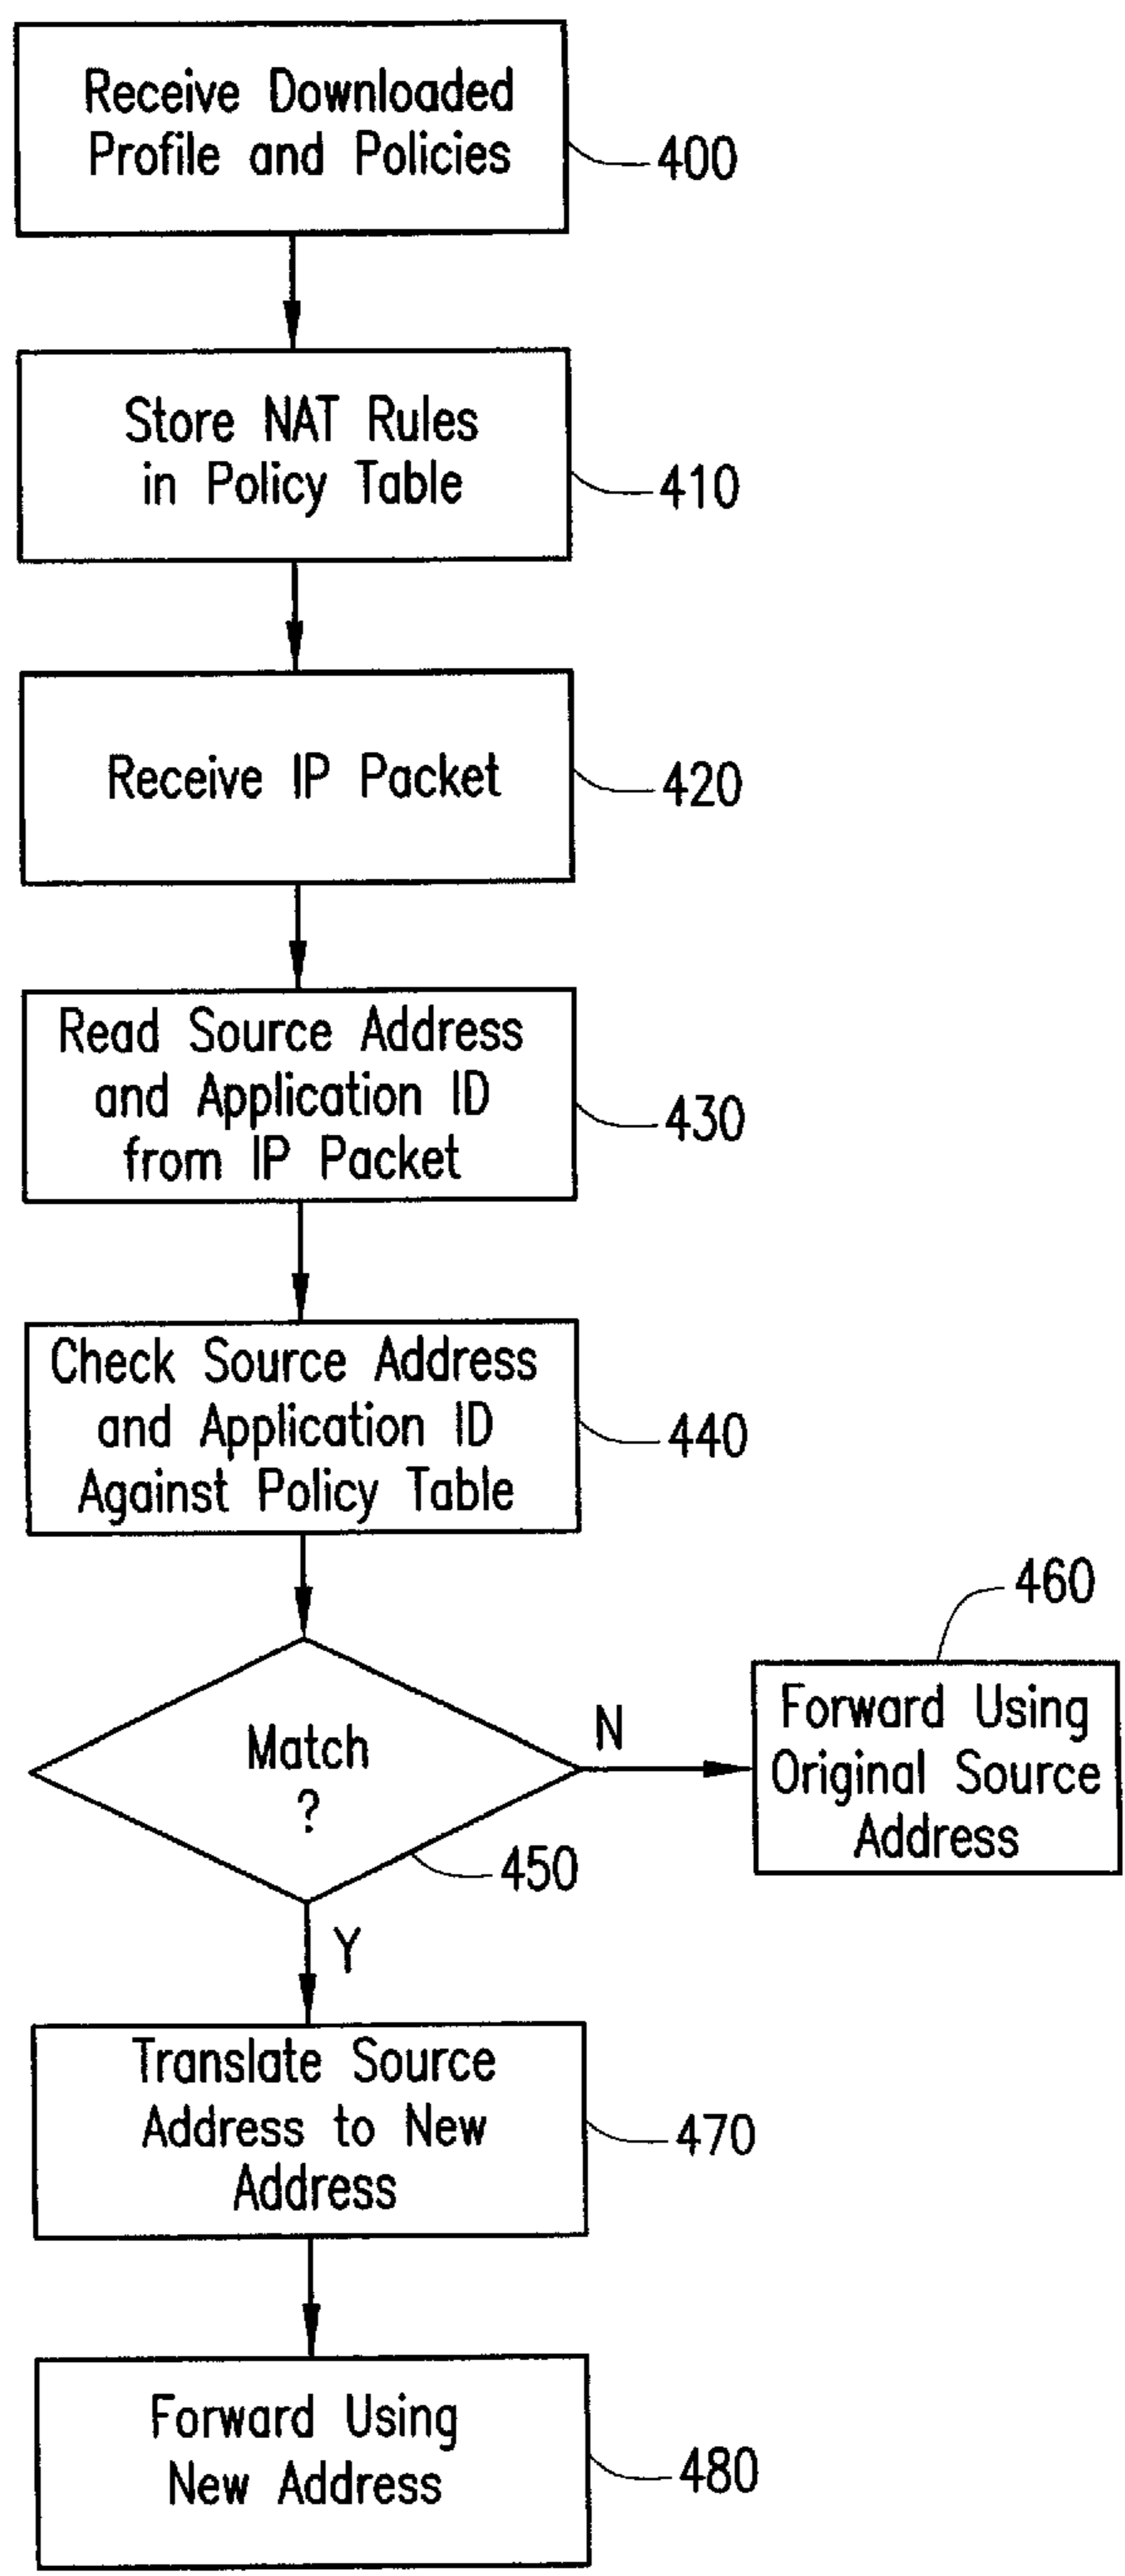 Receive Downloaded
Profile and Policies
400
Store NAT Rules
in Policy Table
410
Receive IP Packet
420
Read Source Address
and Application ID
from IP Packet
430
Check Source Address
and Application ID
Against Policy Table
440
460
Forward Using
Original Source
Address
N
Match
?
450
Y
Translate Source
Address to New
Address
470
Forward Using
New Address
480